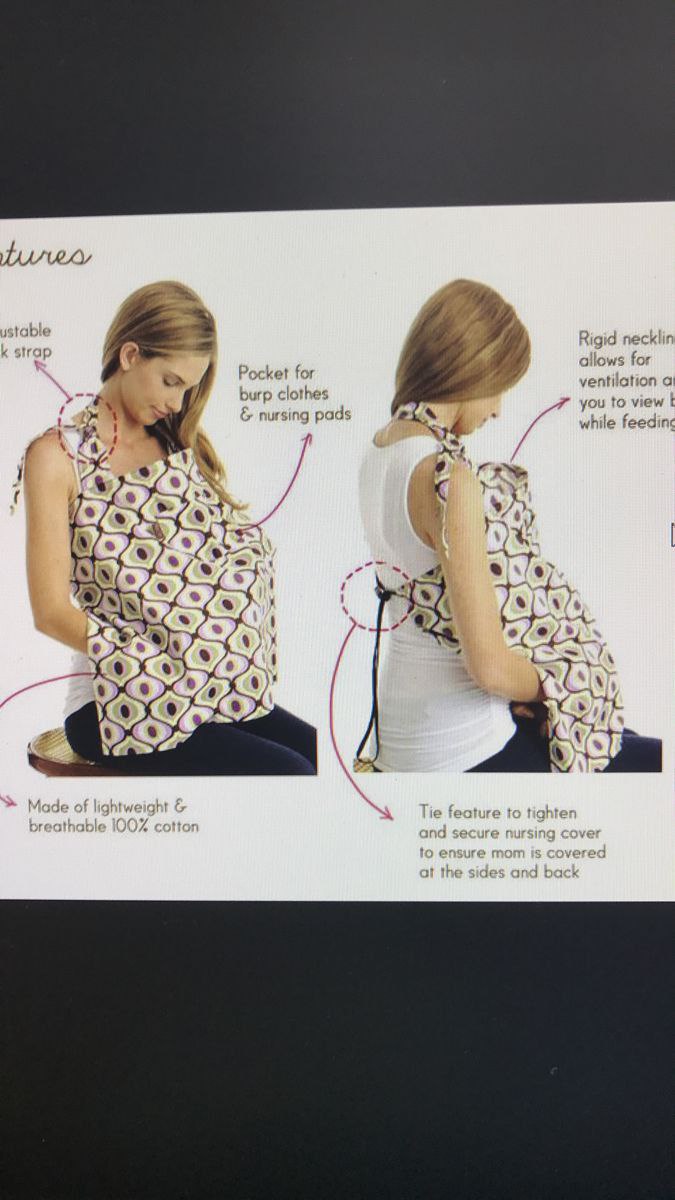 tures
ustable
k strap
Pocket for
burp clothes
& nursing pads
Rigid necklin
allows for
ventilation a
you to view b
while feeding
Made of lightweight &
breathable 100% cotton
Tie feature to tighten
and secure nursing cover
to ensure mom is covered
at the sides and back